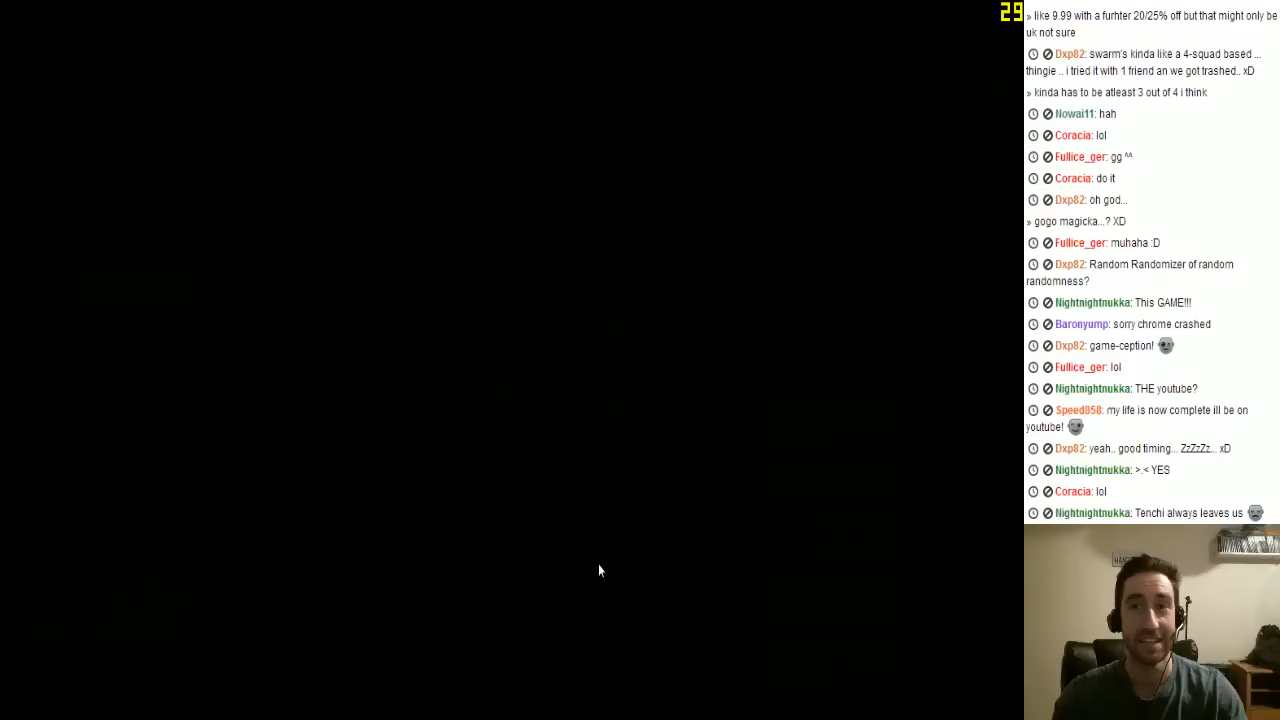 29
» like 9.99 with a furhter 20/25% off but that might only be
uk not sure
Dxp82: swarm's kinda like a 4-squad based ...
thingie .. i tried it with 1 friend an we got trashed.. xD
» kinda has to be atleast 3 out of 4 i think
Nowai11: hah
Coracia: lol
Fullice_ger: gg ^^
Coracia: do it
Dxp82: oh god...
» gogo magicka...? XD
Fullice_ger: muhaha :D
Dxp82: Random Randomizer of random
randomness?
Nightnightnukka: This GAME!!!
Baronyump: sorry chrome crashed
Dxp82: game-ception!
Fullice_ger: lol
Nightnightnukka: THE youtube?
Speed858: my life is now complete ill be on
youtube!
Dxp82: yeah.. good timing... ZzZzZz... xD
Nightnightnukka: >.< YES
Coracia: lol
Nightnightnukka: Tenchi always leaves us